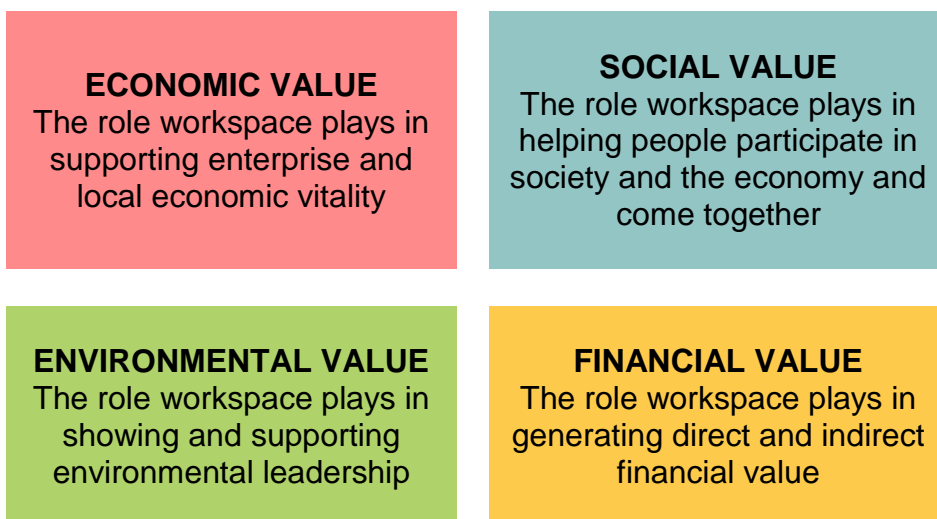 ECONOMIC VALUE
The role workspace plays in
supporting enterprise and
local economic vitality
SOCIAL VALUE
The role workspace plays in
helping people participate in
society and the economy and
come together
ENVIRONMENTAL VALUE
The role workspace plays in
showing and supporting
environmental leadership
FINANCIAL VALUE
The role workspace plays in
generating direct and indirect
financial value